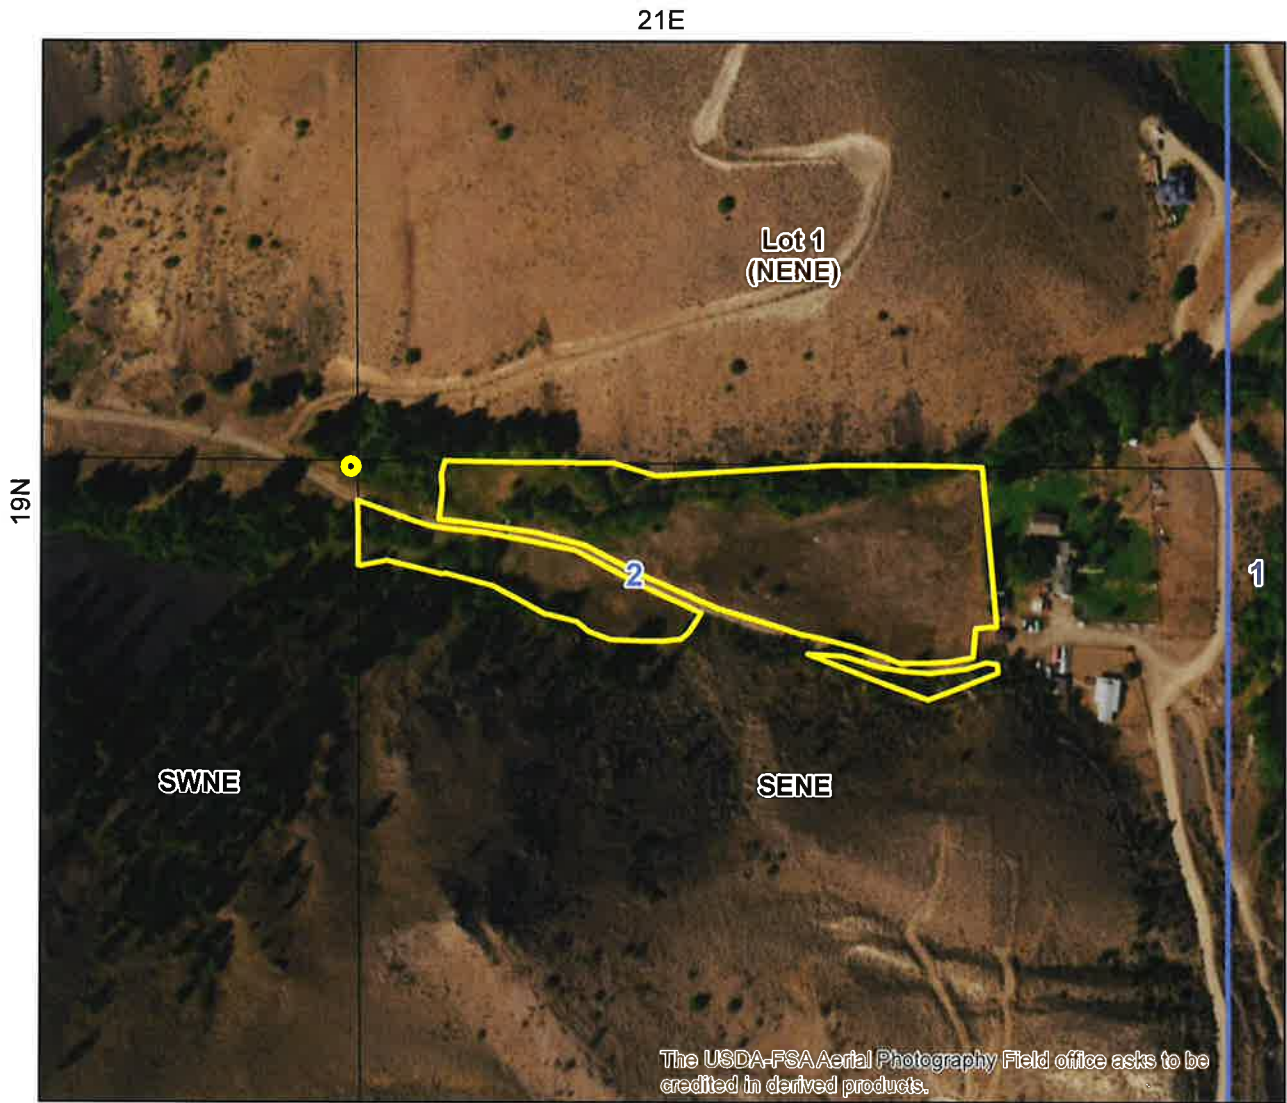 21E
Lot 1
(NENE)
19N
2
1
SWNE
SENE
The USDA-FSA Aerial Photography Field office asks to be
credited in derived products.